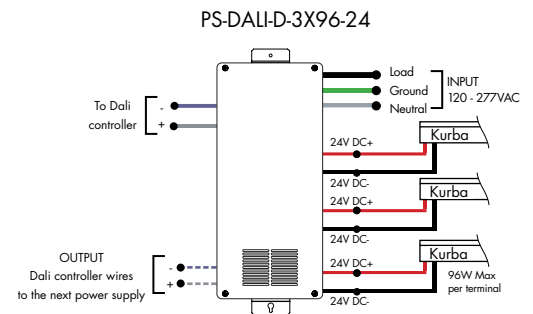 PS-DALI-D-3X96-24
To Dali
controller
-
+
Load
Ground
Neutral
INPUT
120 - 277VAC
24V DC+
Kurba
24V DC-
24V DC+
Kurba
24V DC-
24V DC+
Kurba
24V DC-
96W Max
per terminal
OUTPUT
Dali controller wires
to the next power supply
-
+